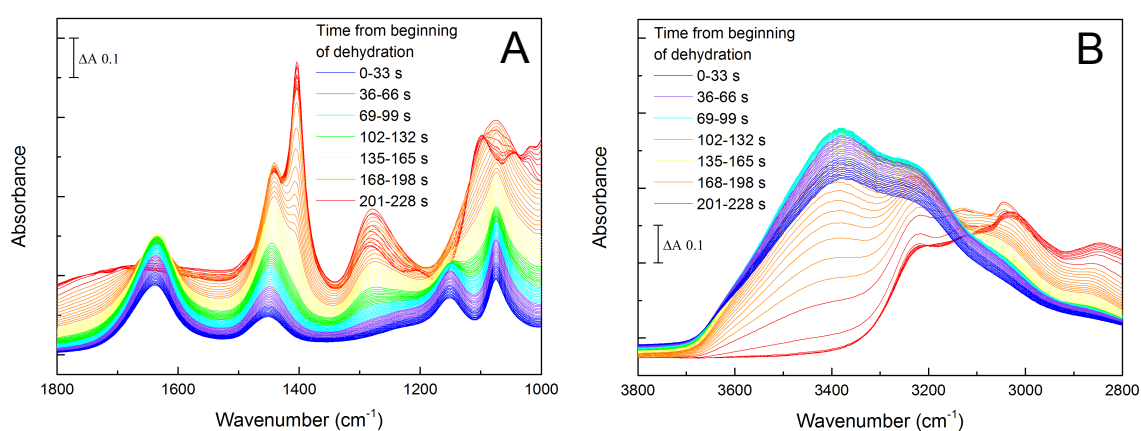 A
Time from beginning
of dehydration
0-33 s
36-66 s
69-99 s
102-132 s
135-165 s
168-198 s
201-228 s
ΔA 0.1
Absorbance
1800
1600
1400
1200
1000
Wavenumber (cm⁻¹)
B
Time from beginning
of dehydration
0-33 s
36-66 s
69-99 s
102-132 s
135-165 s
168-198 s
201-228 s
ΔA 0.1
Absorbance
3800
3600
3400
3200
3000
2800
Wavenumber (cm⁻¹)